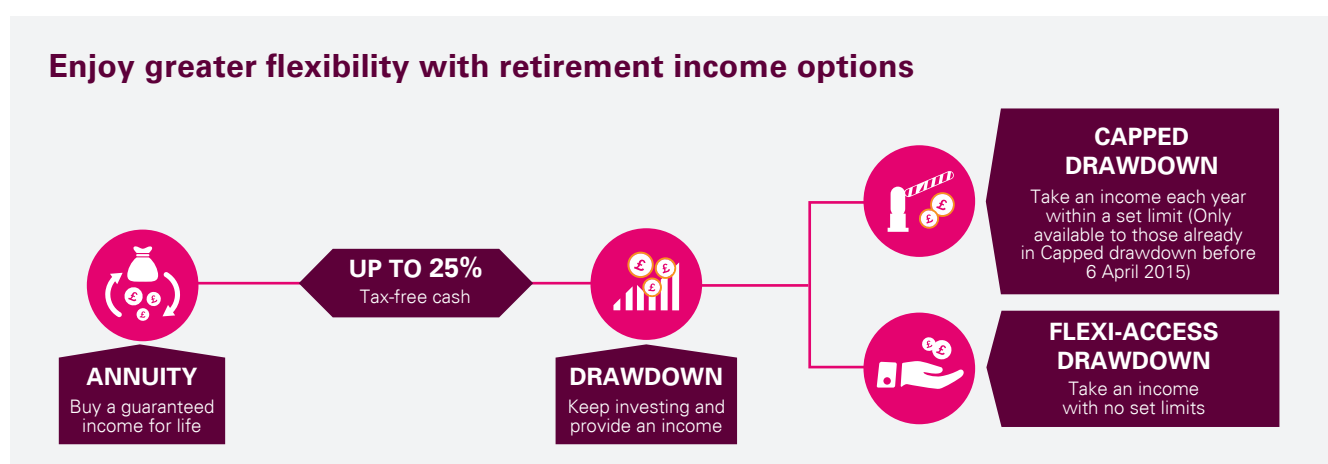 Enjoy greater flexibility with retirement income options
ANNUITY
Buy a guaranteed
income for life
UP TO 25%
Tax-free cash
DRAWDOWN
Keep investing and
provide an income
CAPPED
DRAWDOWN
Take an income each year
within a set limit (Only
available to those already
in Capped drawdown before
6 April 2015)
FLEXI-ACCESS
DRAWDOWN
Take an income
with no set limits